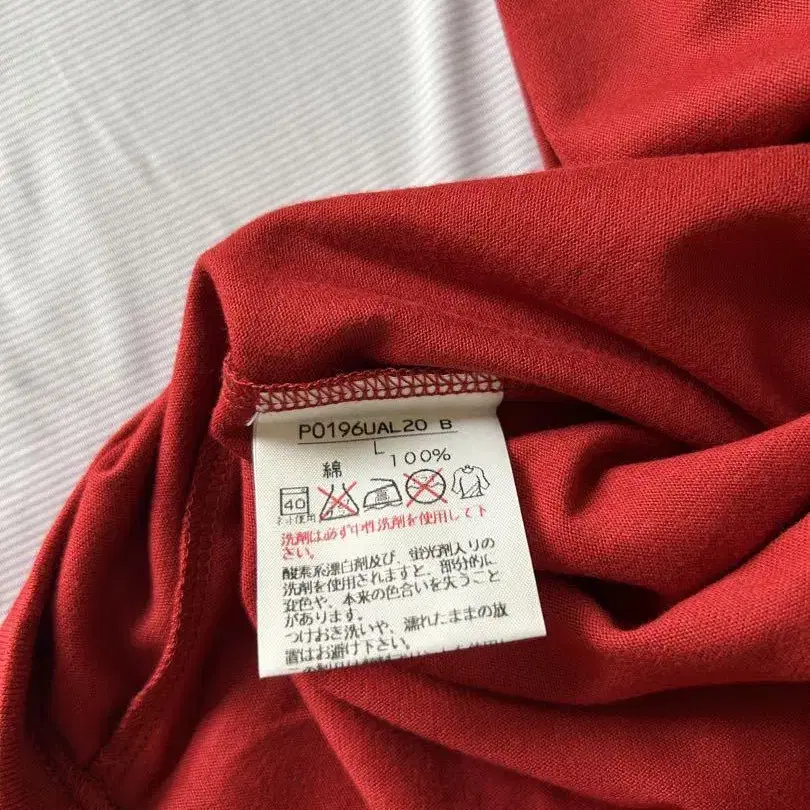 P0196UAL20 B
L
綿 100%
40
ネット使用
洗剤は必ず中性洗剤を使用して下
さい。
酸素系漂白剤及び、蛍光剤入りの
洗剤を使用されますと、部分的に
変色や、本来の色合いを失うこと
があります。
つけおき洗いや、濡れたままの放
置はお避け下さい。